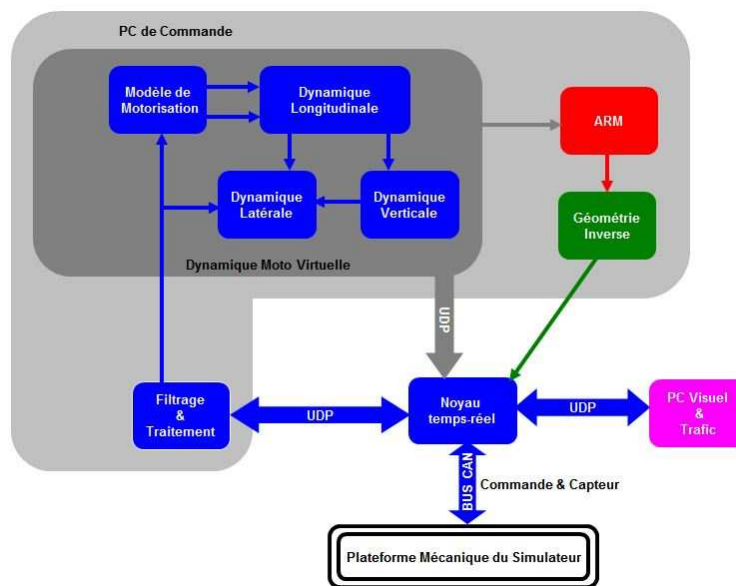 PC de Commande
Modèle de
Motorisation
Dynamique
Longitudinale
ARM
Dynamique
Latérale
Dynamique
Verticale
Géométrie
Inverse
Dynamique Moto Virtuelle
UDP
Filtrage
&
Traitement
UDP
Noyau
temps-réel
UDP
PC Visuel
&
Trafic
BUS CAN
Commande & Capteur
Plateforme Mécanique du Simulateur